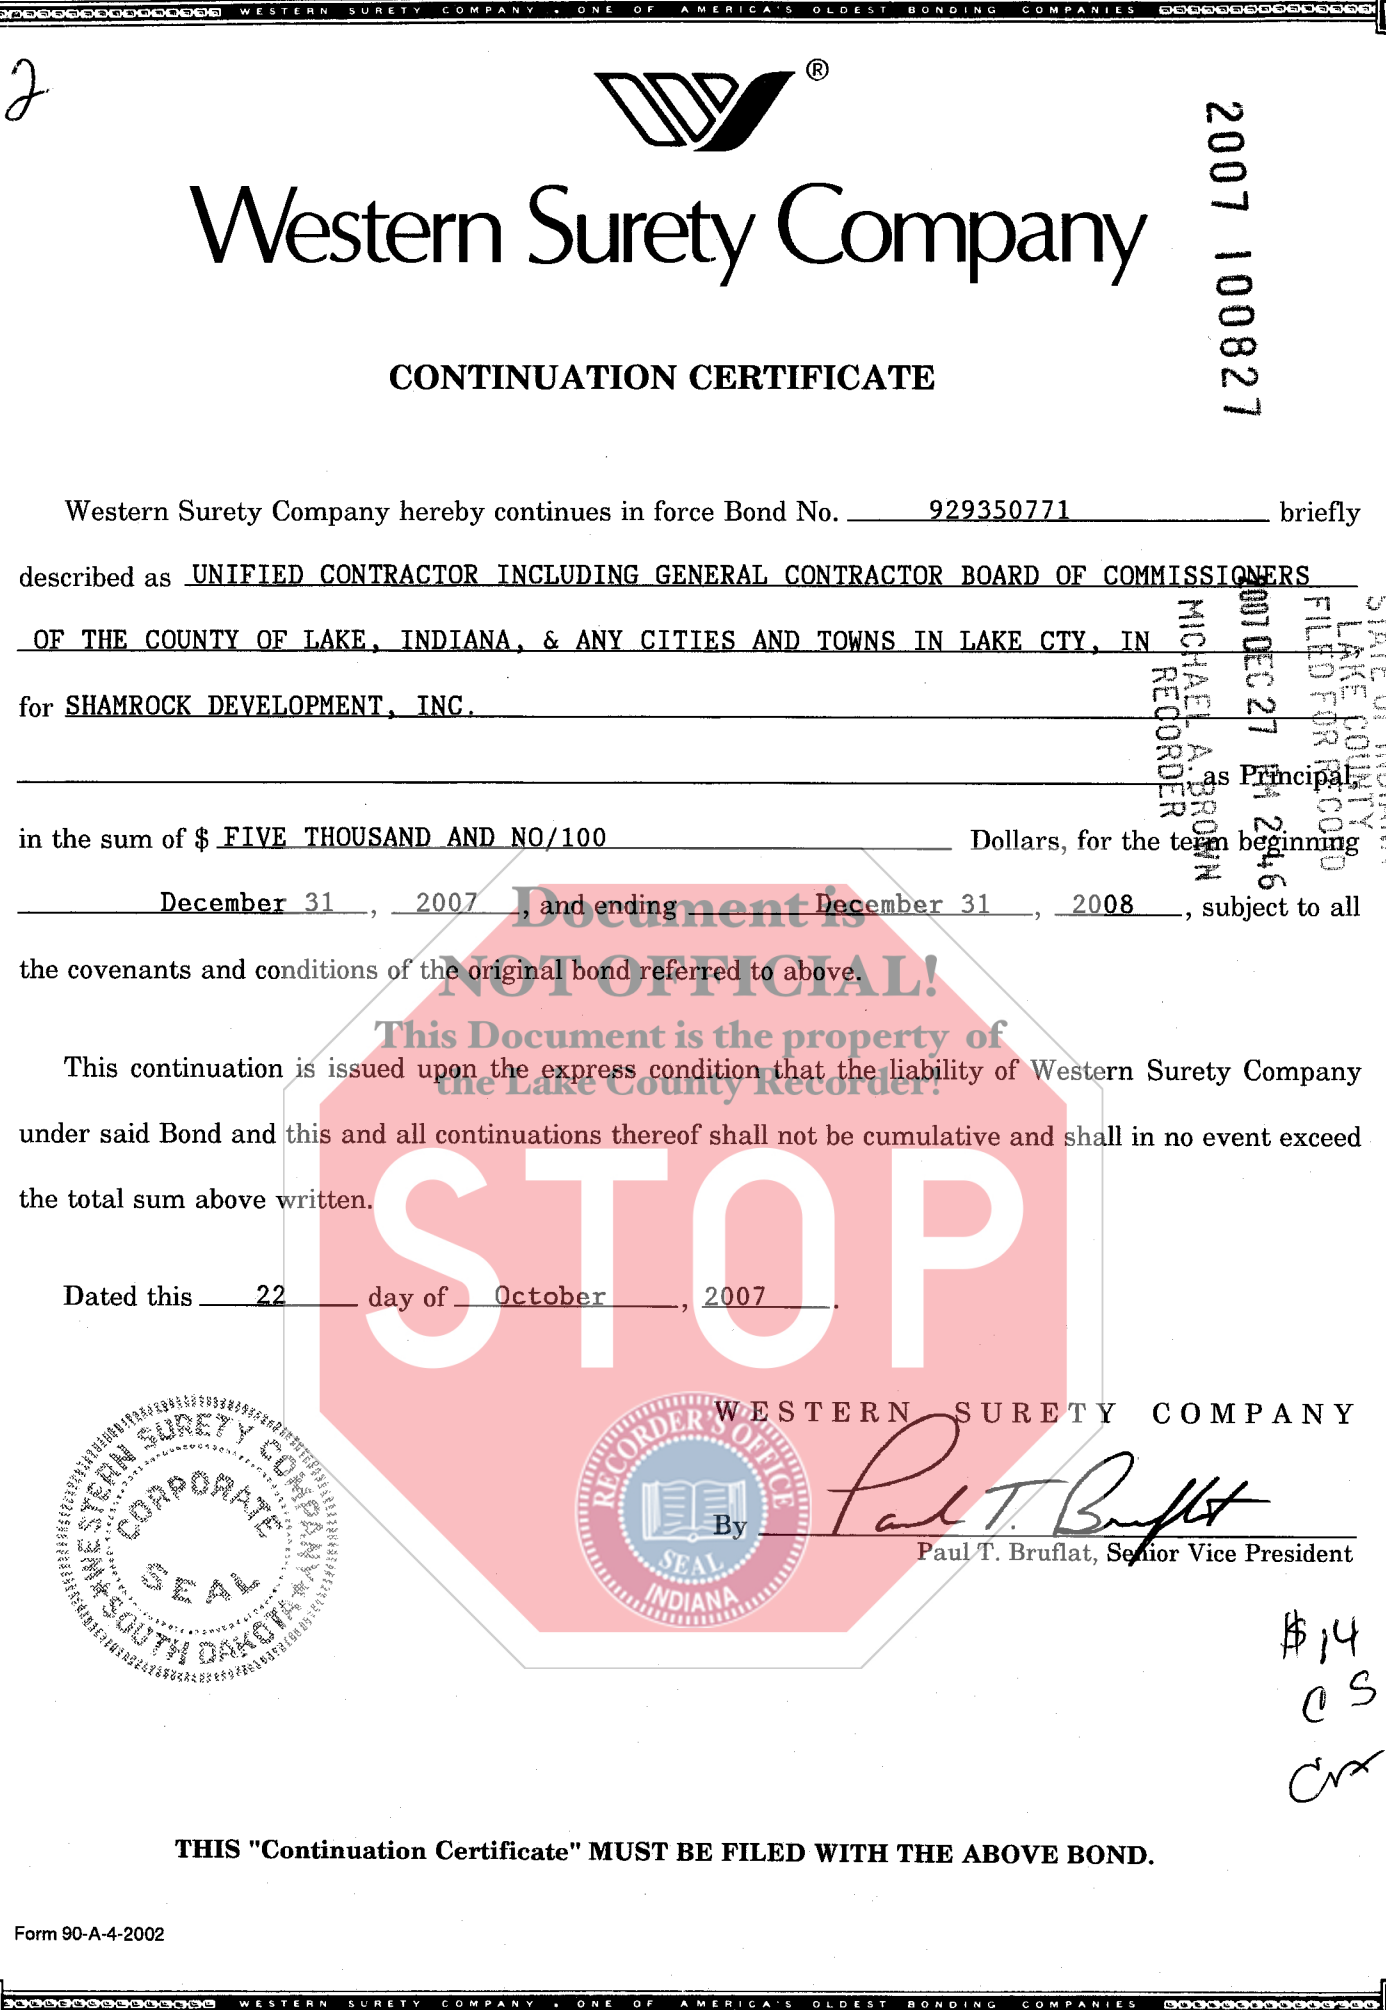 WESTERN SURETY COMPANY • ONE OF AMERICA'S OLDEST BONDING COMPANIES
2
®
Western Surety Company
2007 100827
CONTINUATION CERTIFICATE
Western Surety Company hereby continues in force Bond No. 929350771 briefly
described as UNIFIED CONTRACTOR INCLUDING GENERAL CONTRACTOR BOARD OF COMMISSIONERS
OF THE COUNTY OF LAKE, INDIANA, & ANY CITIES AND TOWNS IN LAKE CTY, IN
for SHAMROCK DEVELOPMENT, INC.
, as Principal,
in the sum of $ FIVE THOUSAND AND NO/100 Dollars, for the term beginning
December 31, 2007, and ending December 31, 2008, subject to all
the covenants and conditions of the original bond referred to above.
STATE OF INDIANA
LAKE COUNTY
FILED FOR RECORD
2007 DEC 27 PM 2:46
MICHAEL A. BROWN
RECORDER
Document is
NOT OFFICIAL!
This Document is the property of
the Lake County Recorder!
This continuation is issued upon the express condition that the liability of Western Surety Company
under said Bond and this and all continuations thereof shall not be cumulative and shall in no event exceed
the total sum above written.
STOP
Dated this 22 day of October, 2007.
WESTERN SURETY COMPANY
WESTERN SURETY COMPANY
SOUTH DAKOTA
CORPORATE
SEAL
RECORDER'S OFFICE
SEAL
INDIANA
By Paul T. Bruflat
Paul T. Bruflat, Senior Vice President
$14
CS
THIS "Continuation Certificate" MUST BE FILED WITH THE ABOVE BOND.
Form 90-A-4-2002
WESTERN SURETY COMPANY • ONE OF AMERICA'S OLDEST BONDING COMPANIES